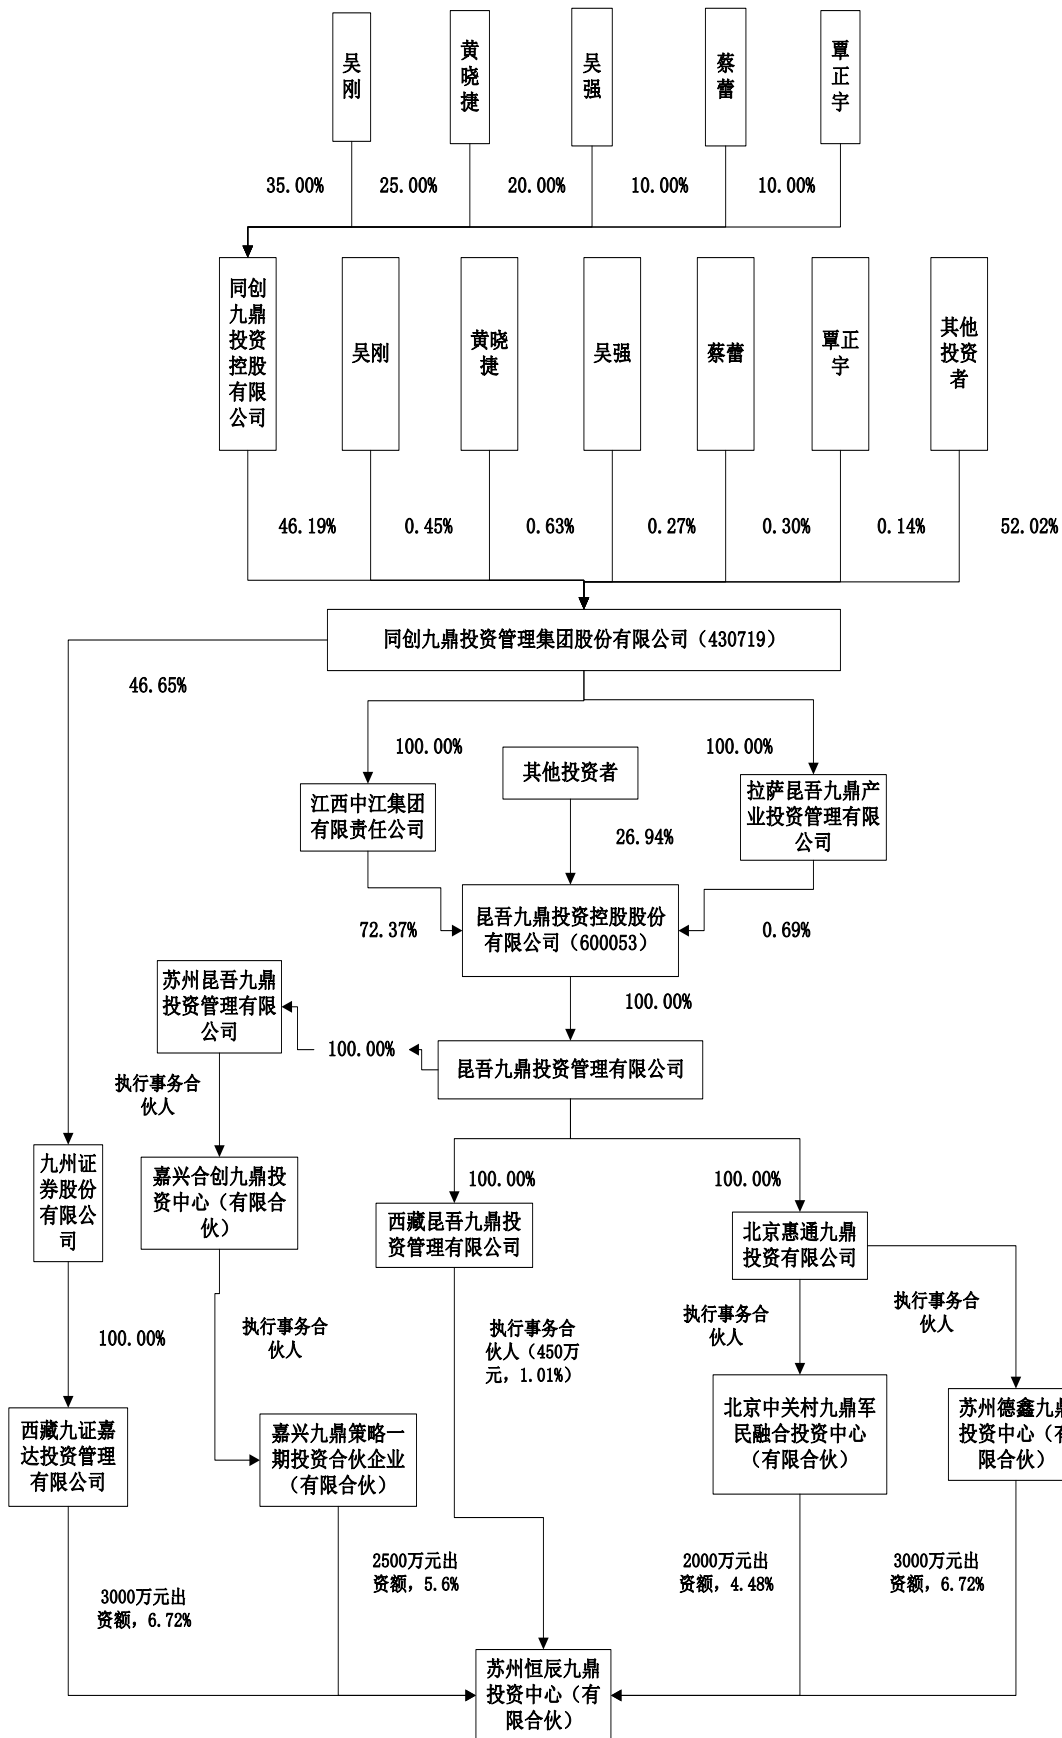 吴
刚
黄
晓
捷
吴
强
蔡
蕾
覃
正
宇
35.00%
25.00%
20.00%
10.00%
10.00%
同创
九鼎
投资
控股
有限
公司
吴刚
黄晓
捷
吴强
蔡蕾
覃正
宇
其他
投资
者
46.19%
0.45%
0.63%
0.27%
0.30%
0.14%
52.02%
同创九鼎投资管理集团股份有限公司（430719）
46.65%
100.00%
100.00%
其他投资者
江西中江集团
有限责任公司
拉萨昆吾九鼎产
业投资管理有限
公司
26.94%
昆吾九鼎投资控股股份
有限公司（600053）
72.37%
0.69%
苏州昆吾九鼎
投资管理有限
公司
100.00%
100.00%
昆吾九鼎投资管理有限公司
执行事务合
伙人
九州证
券股份
有限公
司
嘉兴合创九鼎投
资中心（有限合
伙）
100.00%
100.00%
西藏昆吾九鼎投
资管理有限公司
北京惠通九鼎
投资有限公司
100.00%
执行事务合
伙人
执行事务合
伙人（450万
元，1.01%）
执行事务合
伙人
执行事务合
伙人
西藏九证嘉
达投资管理
有限公司
嘉兴九鼎策略一
期投资合伙企业
（有限合伙）
北京中关村九鼎军
民融合投资中心
（有限合伙）
苏州德鑫九鼎
投资中心（有
限合伙）
3000万元出
资额，6.72%
2500万元出
资额，5.6%
2000万元出
资额，4.48%
3000万元出
资额，6.72%
苏州恒辰九鼎
投资中心（有
限合伙）